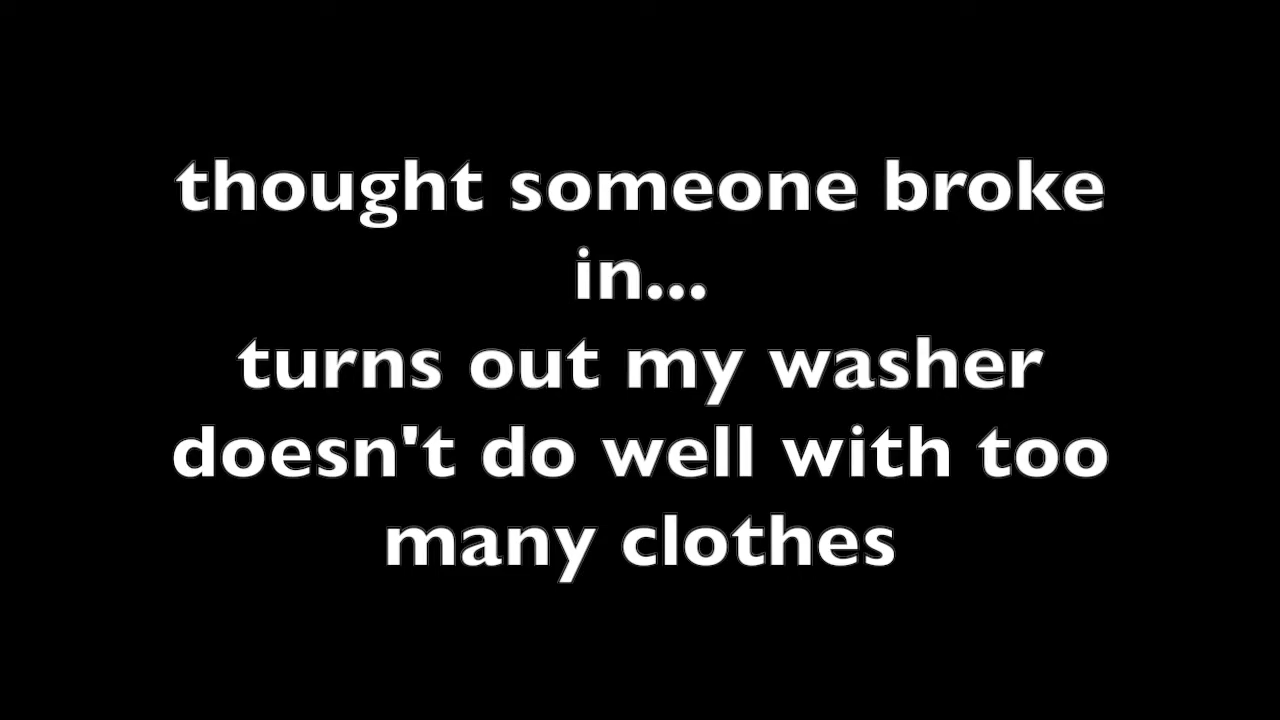 thought someone broke
in...
turns out my washer
doesn't do well with too
many clothes